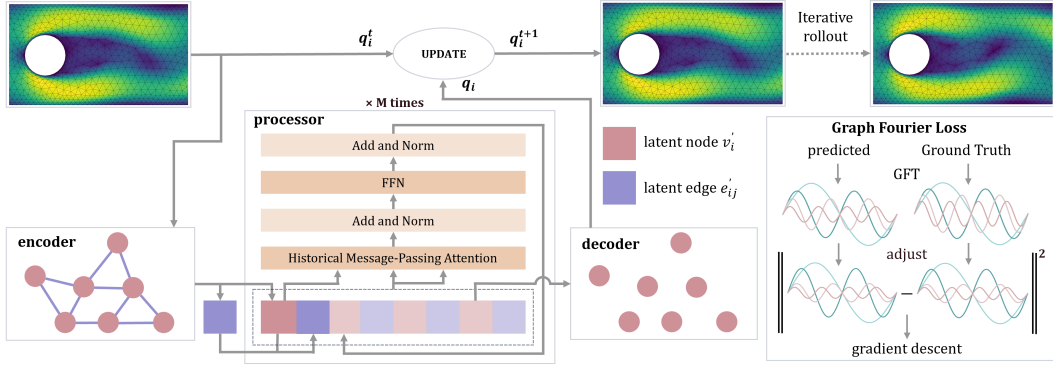 q_i^t
UPDATE
q_i^{t+1}
Iterative
rollout
q_i
× M times
processor
Add and Norm
FFN
Add and Norm
Historical Message-Passing Attention
latent node v_i^'
latent edge e_{ij}^'
encoder
decoder
Graph Fourier Loss
predicted
Ground Truth
GFT
adjust
2
−
gradient descent